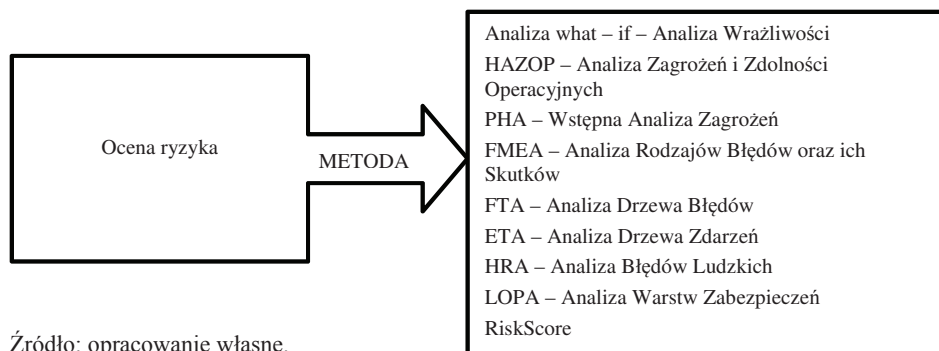 Ocena ryzyka
METODA
Analiza what – if – Analiza Wrażliwości
HAZOP – Analiza Zagrożeń i Zdolności
Operacyjnych
PHA – Wstępna Analiza Zagrożeń
FMEA – Analiza Rodzajów Błędów oraz ich
Skutków
FTA – Analiza Drzewa Błędów
ETA – Analiza Drzewa Zdarzeń
HRA – Analiza Błędów Ludzkich
LOPA – Analiza Warstw Zabezpieczeń
RiskScore
Źródło: opracowanie własne.